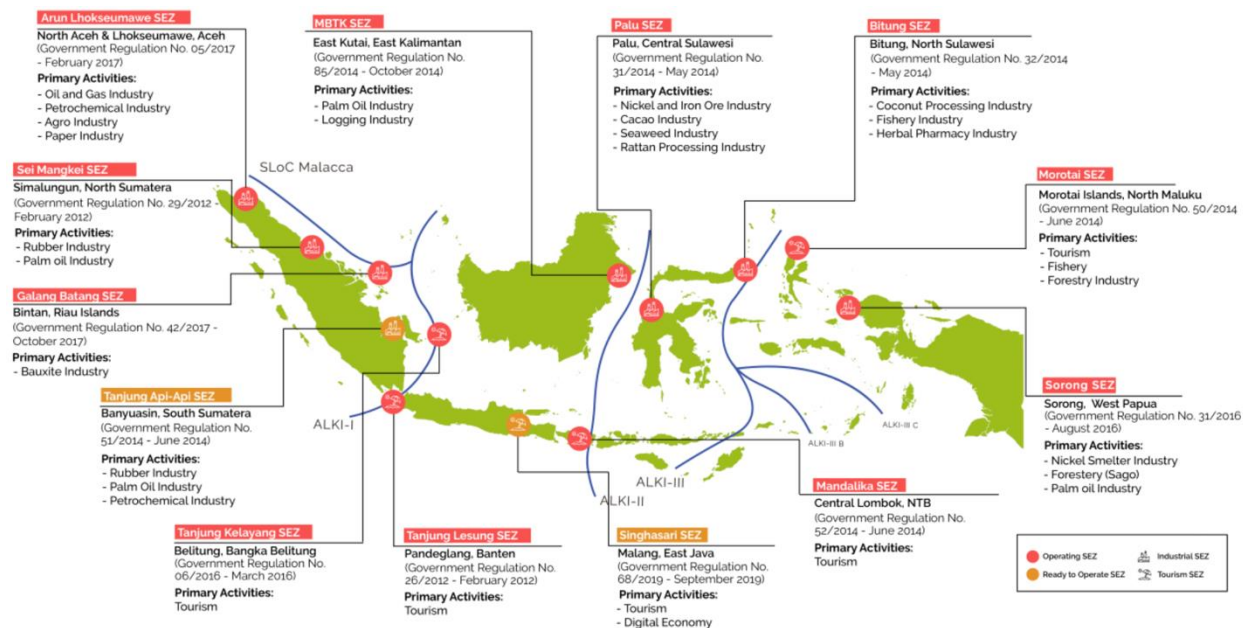 Arun Lhokseumawe SEZ
North Aceh & Lhokseumawe, Aceh
(Government Regulation No. 05/2017
- February 2017)
Primary Activities:
- Oil and Gas Industry
- Petrochemical Industry
- Agro Industry
- Paper Industry
MBTK SEZ
East Kutai, East Kalimantan
(Government Regulation No.
85/2014 - October 2014)
Primary Activities:
- Palm Oil Industry
- Logging Industry
Palu SEZ
Palu, Central Sulawesi
(Government Regulation No.
31/2014 - May 2014)
Primary Activities:
- Nickel and Iron Ore Industry
- Cacao Industry
- Seaweed Industry
- Rattan Processing Industry
Bitung SEZ
Bitung, North Sulawesi
(Government Regulation No. 32/2014
- May 2014)
Primary Activities:
- Coconut Processing Industry
- Fishery Industry
- Herbal Pharmacy Industry
Sei Mangkei SEZ
Simalungun, North Sumatera
(Government Regulation No. 29/2012 -
February 2012)
Primary Activities:
- Rubber Industry
- Palm oil Industry
SLoC Malacca
Morotai SEZ
Morotai Islands, North Maluku
(Government Regulation No. 50/2014
- June 2014)
Primary Activities:
- Tourism
- Fishery
- Forestry Industry
Galang Batang SEZ
Bintan, Riau Islands
(Government Regulation No. 42/2017 -
October 2017)
Primary Activities:
- Bauxite Industry
Tanjung Api-Api SEZ
Banyuasin, South Sumatera
(Government Regulation No.
51/2014 - June 2014)
Primary Activities:
- Rubber Industry
- Palm Oil Industry
- Petrochemical Industry
ALKI-I
ALKI-II
ALKI-III
ALKI-III B
ALKI-III C
Sorong SEZ
Sorong, West Papua
(Government Regulation No. 31/2016
- August 2016)
Primary Activities:
- Nickel Smelter Industry
- Forestery (Sago)
- Palm oil Industry
Tanjung Kelayang SEZ
Belitung, Bangka Belitung
(Government Regulation No.
06/2016 - March 2016)
Primary Activities:
Tourism
Tanjung Lesung SEZ
Pandeglang, Banten
(Government Regulation No.
26/2012 - February 2012)
Primary Activities:
Tourism
Singhasari SEZ
Malang, East Java
(Government Regulation No.
68/2019 - September 2019)
Primary Activities:
- Tourism
- Digital Economy
Mandalika SEZ
Central Lombok, NTB
(Government Regulation No.
52/2014 - June 2014)
Primary Activities:
Tourism
Operating SEZ
Industrial SEZ
Ready to Operate SEZ
Tourism SEZ